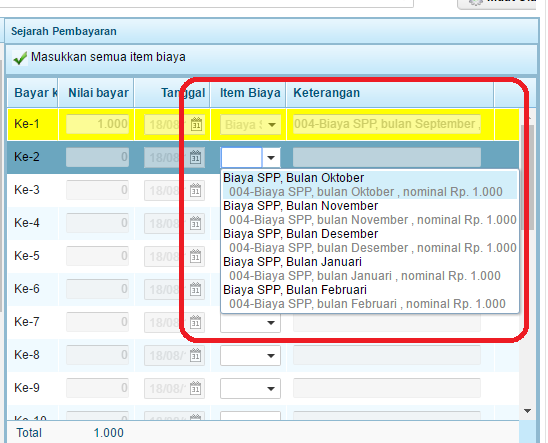 Sejarah Pembayaran
Masukkan semua item biaya
Bayar k Nilai bayar Tanggal Item Biaya Keterangan
Ke-1 1.000 18/08/ Biaya 004-Biaya SPP, bulan September ,
Ke-2 0 18/08/
Biaya SPP, Bulan Oktober
004-Biaya SPP, bulan Oktober , nominal Rp. 1.000
Ke-3 0 18/08/
Biaya SPP, Bulan November
004-Biaya SPP, bulan November , nominal Rp. 1.000
Ke-4 0 18/08/
Biaya SPP, Bulan Desember
004-Biaya SPP, bulan Desember , nominal Rp. 1.000
Ke-5 0 18/08/
Biaya SPP, Bulan Januari
004-Biaya SPP, bulan Januari , nominal Rp. 1.000
Ke-6 0 18/08/
Biaya SPP, Bulan Februari
004-Biaya SPP, bulan Februari , nominal Rp. 1.000
Ke-7 0 18/08/
Ke-8 0 18/08/
Ke-9 0 18/08/
Total 1.000